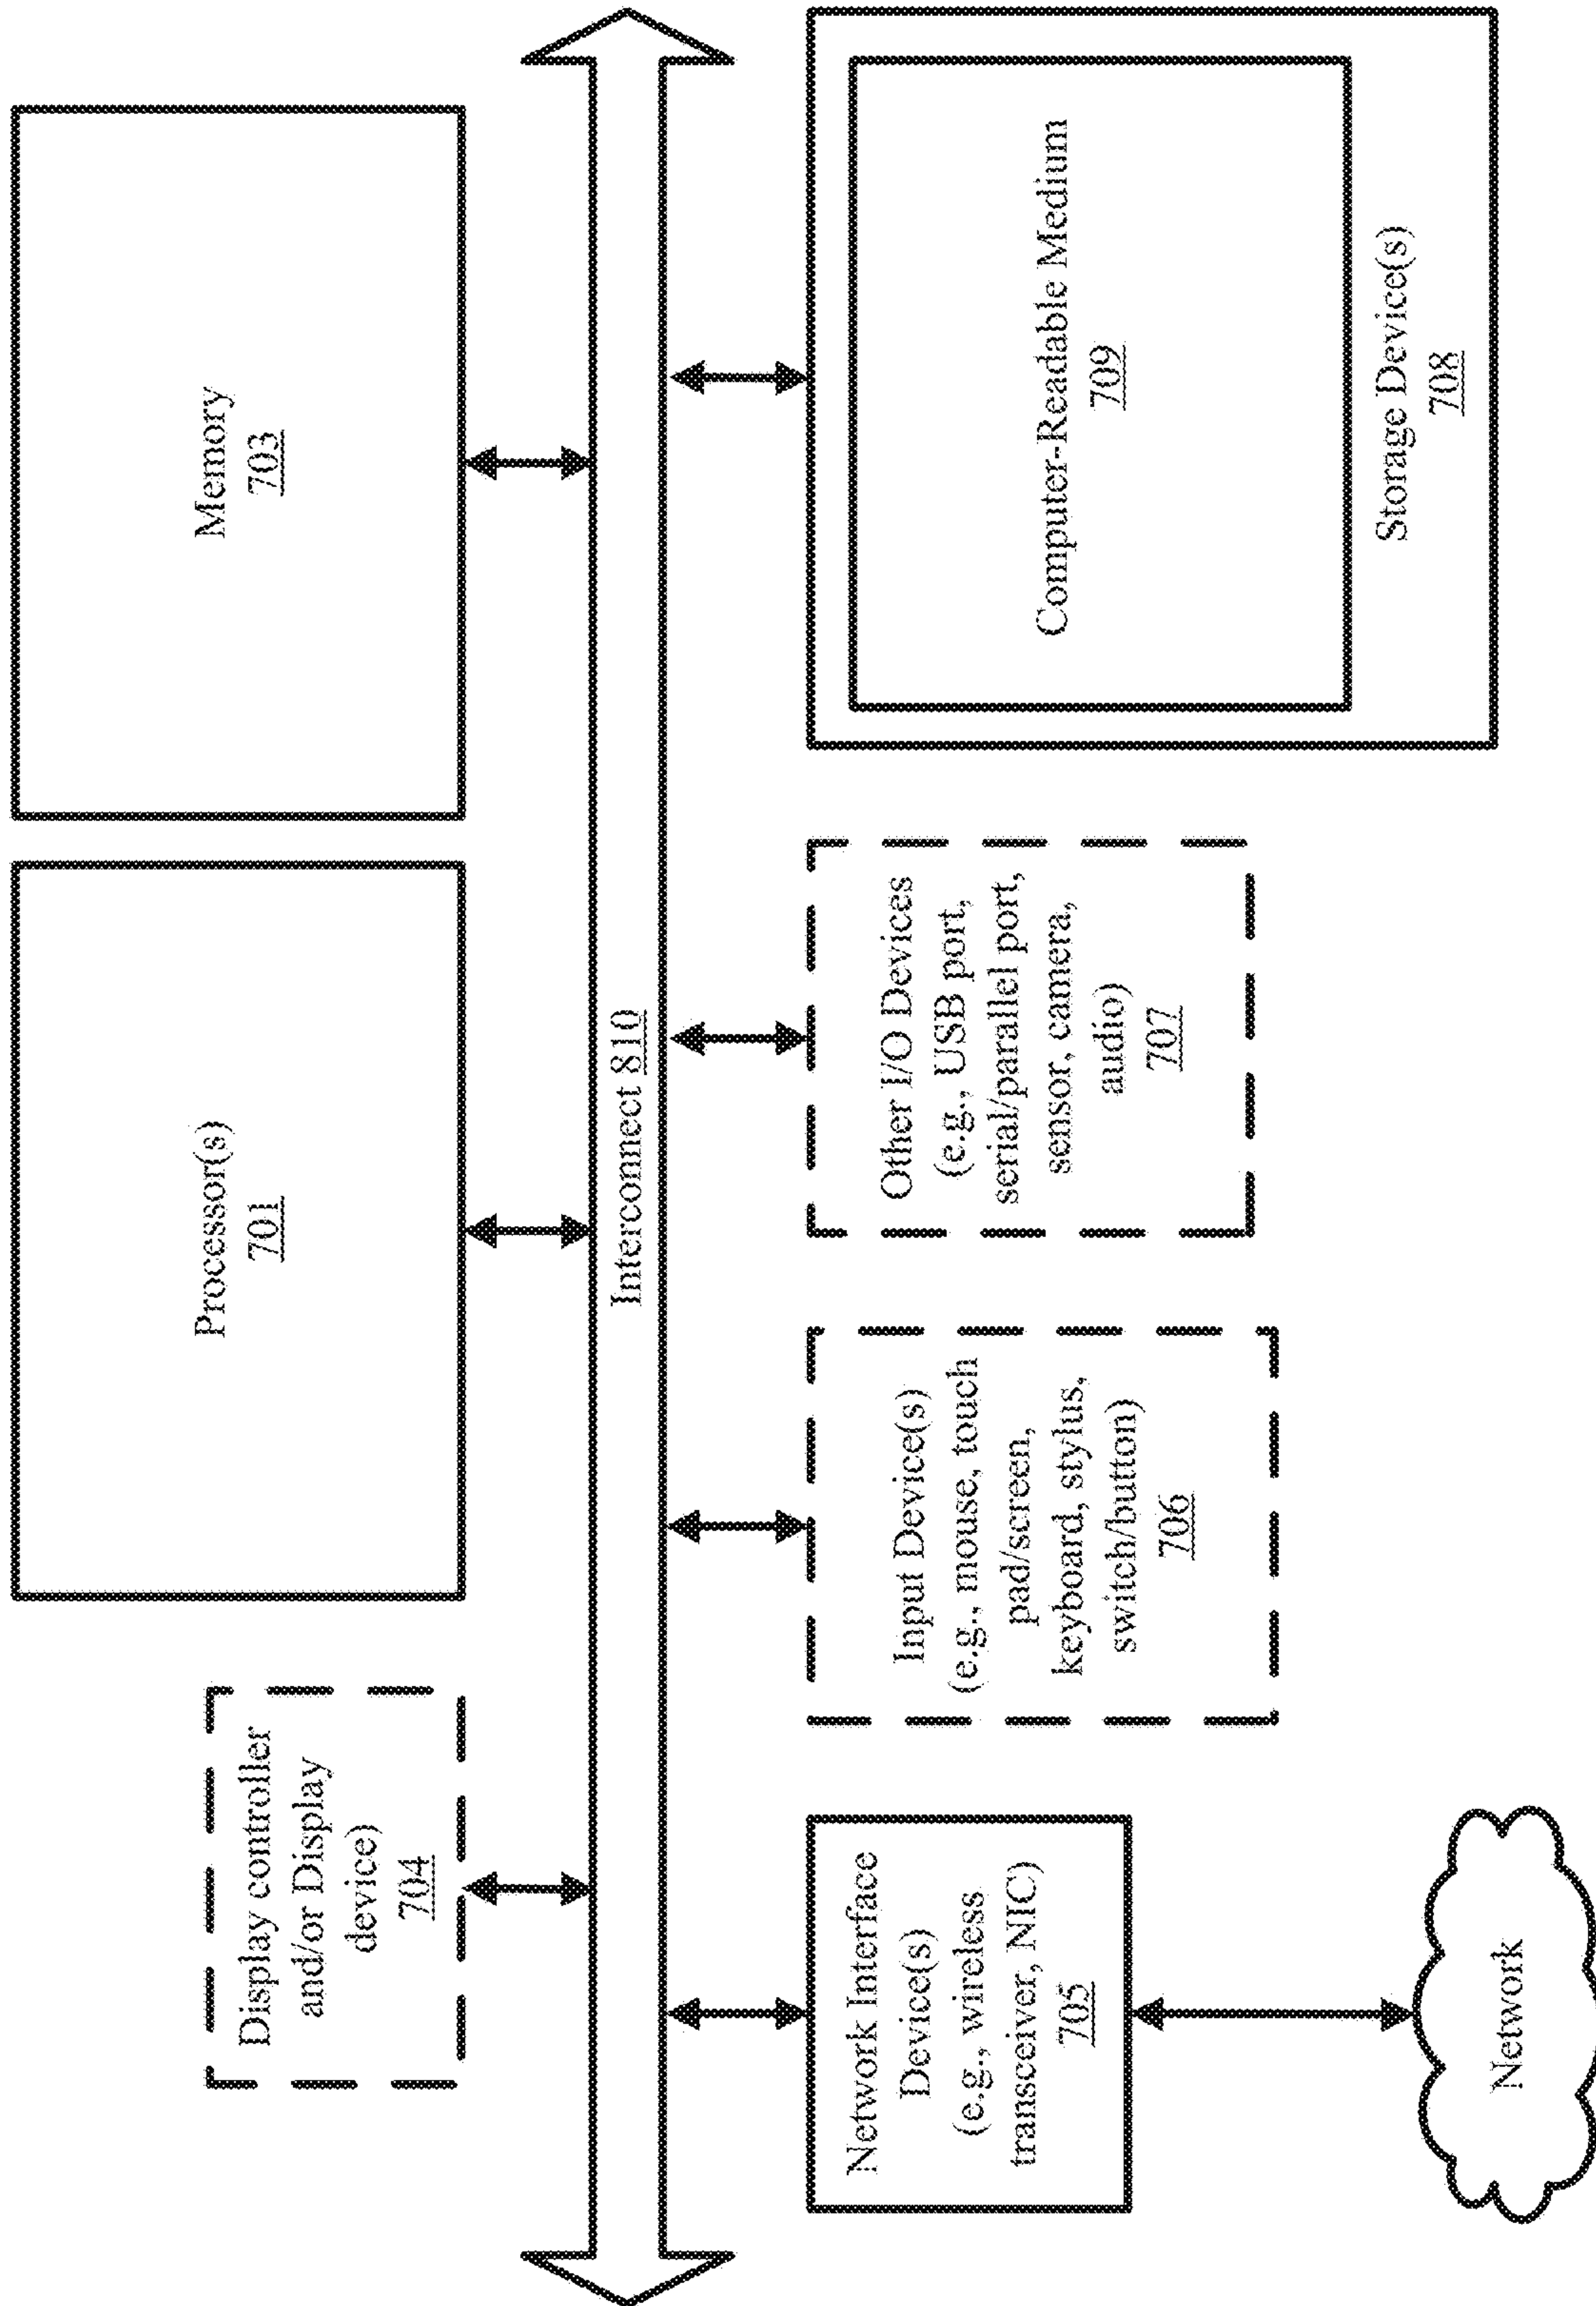 Display controller
and/or Display
device)
704
Processor(s)
701
Memory
703
Interconnect 810
Network Interface
Device(s)
(e.g., wireless
transceiver, NIC)
705
Input Device(s)
(e.g., mouse, touch
pad/screen,
keyboard, stylus,
switch/button)
706
Other I/O Devices
(e.g., USB port,
serial/parallel port,
sensor, camera,
audio)
707
Computer-Readable Medium
709
Storage Device(s)
708
Network